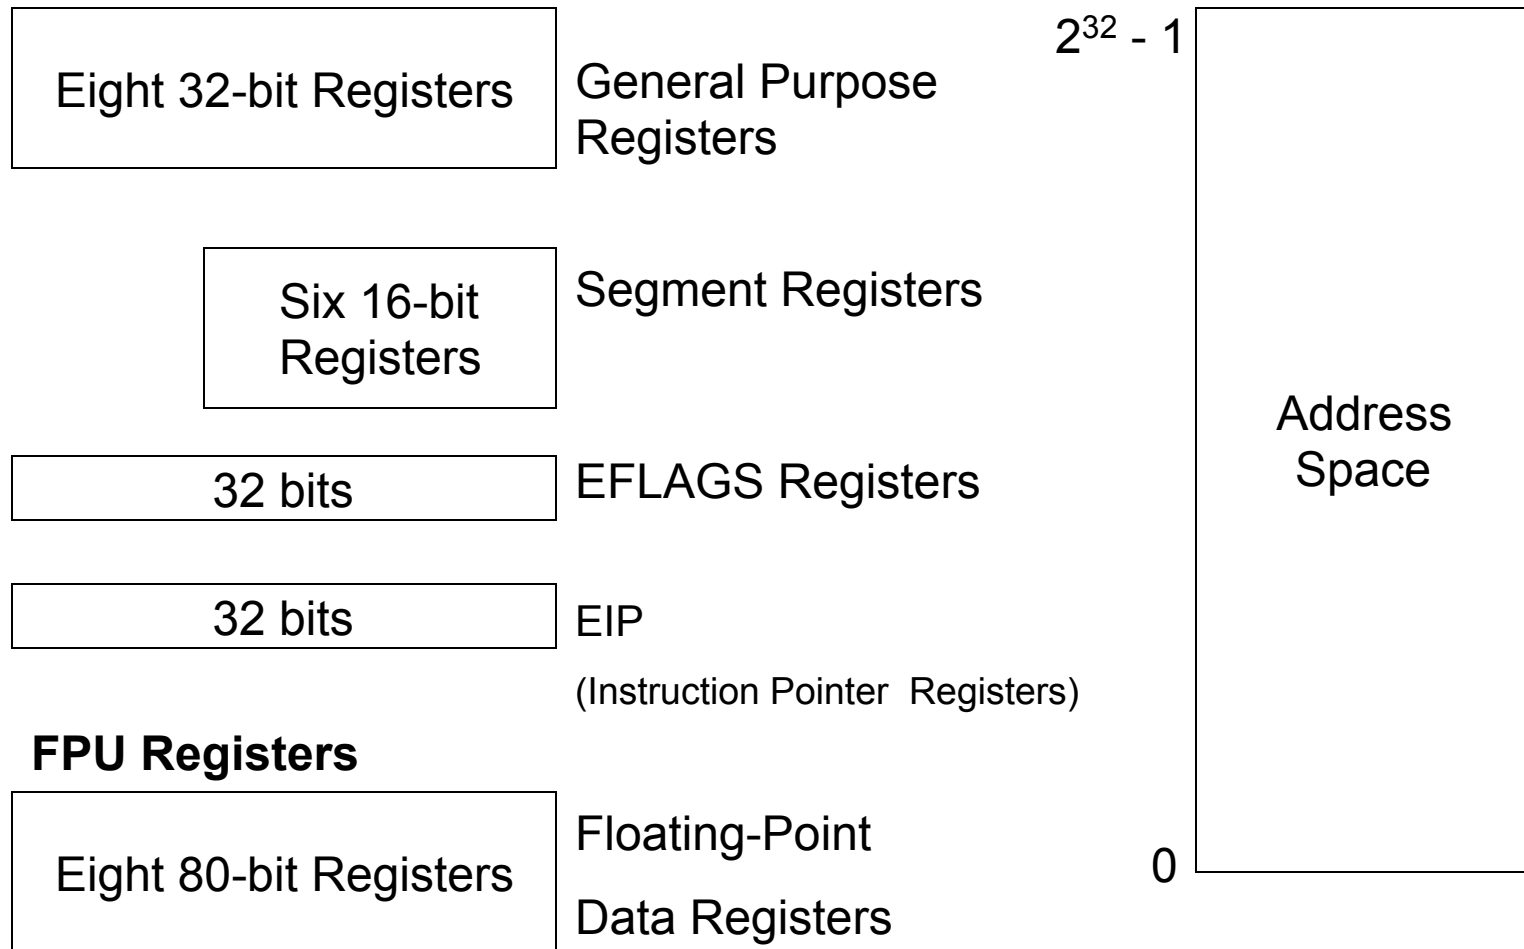 Eight 32-bit Registers
General Purpose
Registers
Six 16-bit
Registers
Segment Registers
32 bits
EFLAGS Registers
32 bits
EIP
(Instruction Pointer  Registers)
FPU Registers
Eight 80-bit Registers
Floating-Point
Data Registers
2³² - 1
Address
Space
0